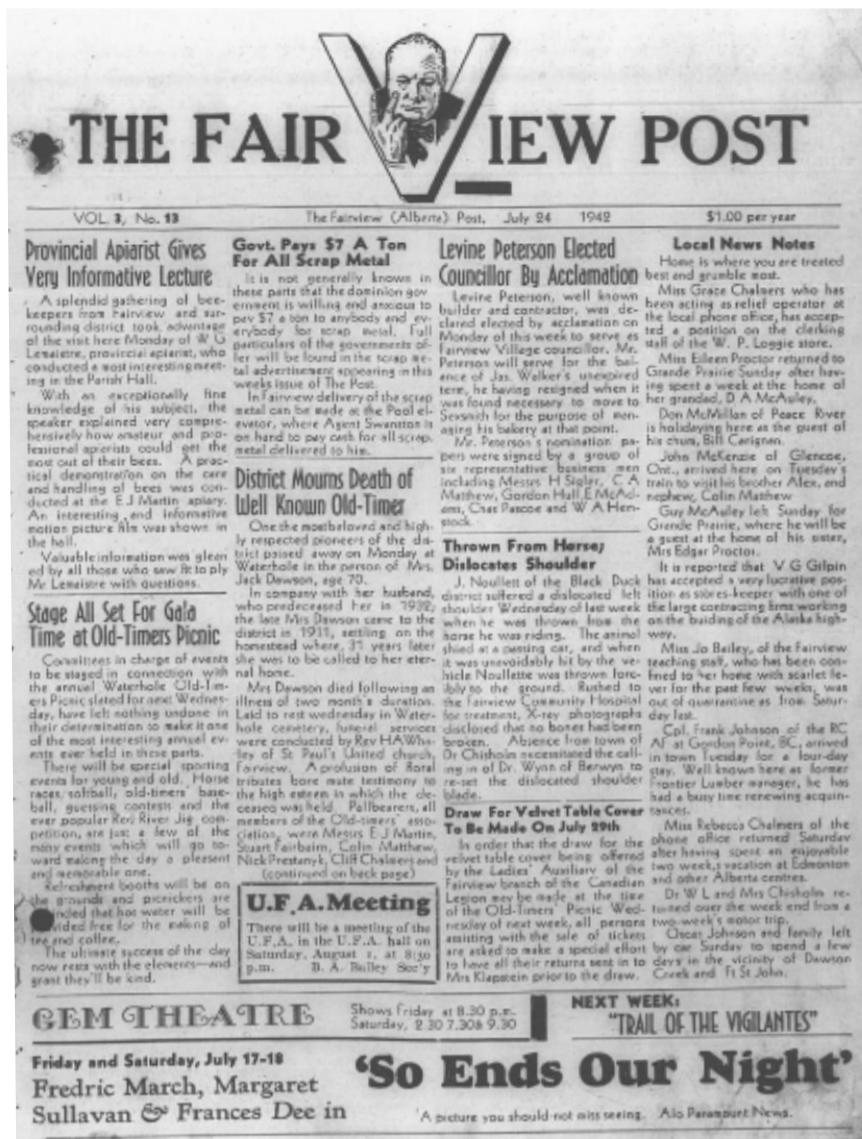 THE FAIRVIEW POST
VOL. 3, No. 13
The Fairview (Alberta) Post, July 24 1942
$1.00 per year
Provincial Apiarist Gives
Very Informative Lecture
A splendid gathering of bee-
keepers from Fairview and sur-
rounding district took advantage
of the visit here Monday of W G
Lemaistre, provincial apiarist, who
conducted a most interesting meet-
ing in the Parish Hall.
With an exceptionally fine
knowledge of his subject, the
speaker explained very compre-
hensively how amateur and pro-
fessional apiarists could get the
most out of their bees. A prac-
tical demonstration on the care
and handling of bees was con-
ducted at the E J Martin apiary.
An interesting and informative
motion picture film was shown in
the hall.
Valuable information was glean
ed by all those who saw fit to ply
Mr Lemaistre with questions.
Stage All Set For Gala
Time at Old-Timers Picnic
Committees in charge of events
to be staged in connection with
the annual Waterhole Old-Tim-
ers Picnic slated for next Wednes-
day, have left nothing undone in
their determination to make it one
of the most interesting annual ev-
ents ever held in these parts.
There will be special sporting
events for young and old. Horse
races, softball, old-timers' base-
ball, guessing contests and the
ever popular Red River Jig com-
petition, are just a few of the
many events which will go to-
ward making the day a pleasent
and memorable one.
Refreshment booths will be on
the grounds and picnickers are
that hot water will be
free for the making of
tea and coffee.
The ultimate success of the day
now rests with the elements—and
grant they'll be kind.
Govt. Pays $7 A Ton
For All Scrap Metal
It is not generally known in
these parts that the dominion gov
ernment is willing and anxious to
pay $7 a ton to anybody and ev-
erybody for scrap metal. Full
particulars of the governments of-
fer will be found in the scrap me-
tal advertisement appearing in this
weeks issue of The Post.
In Fairview delivery of the scrap
metal can be made at the Pool el-
evator, where Agent Swanston is
on hand to pay cash for all scrap
metal delivered to him.
District Mourns Death of
Well Known Old-Timer
One the most beloved and high-
ly respected pioneers of the dis-
trict passed away on Monday at
Waterhole in the person of Mrs.
Jack Dawson, age 70.
In company with her husband,
who predeceased her in 1932,
the late Mrs Dawson came to the
district in 1911, settling on the
homestead where, 31 years later
she was to be called to her eter-
nal home.
Mrs Dawson died following an
illness of two month's duration.
Laid to rest wednesday in Water-
hole cemetery, funeral services
were conducted by Rev H A Wha-
ley of St Paul's United church,
Fairview. A profusion of floral
tributes bore mute testimony to
the high esteem in which the de-
ceased was held. Pallbearers, all
members of the Old-timers' asso-
ciation, were Messrs E J Martin,
Stuart Fairbairn, Colin Matthew,
Nick Prestanyk, Cliff Chalmers and
(continued on back page)
U.F.A. Meeting
There will be a meeting of the
U.F.A. in the U.F.A. hall on
Saturday, August 1, at 8:30
p.m. B. A. Bailey Sec'y
Levine Peterson Elected
Councillor By Acclamation
Levine Peterson, well known
builder and contractor, was de-
clared elected by acclamation on
Monday of this week to serve as
Fairview Village councillor. Mr.
Peterson will serve for the bal-
ance of Jas. Walker's unexpired
term, he having resigned when it
was found necessary to move to
Sexsmith for the purpose of man-
aging his bakery at that point.
Mr. Peterson's nomination pa-
pers were signed by a group of
six representative business men
including Messrs H Sigler, C A
Matthew, Gordon Hall, E McAd-
ams, Chas Pascoe and W A Hen-
stock.
Thrown From Horse;
Dislocates Shoulder
J. Noullett of the Black Duck
district suffered a dislocated left
shoulder Wednesday of last week
when he was thrown from the
horse he was riding. The animal
shied at a passing car, and when
it was unavoidably hit by the ve-
hicle Noullette was thrown forc-
ibly to the ground. Rushed to
the Fairview Community Hospital
for treatment, X-ray photographs
disclosed that no bones had been
broken. Absence from town of
Dr Chisholm necessitated the call-
ing in of Dr. Wynn of Berwyn to
re-set the dislocated shoulder
blade.
Draw For Velvet Table Cover
To Be Made On July 29th
In order that the draw for the
velvet table cover being offered
by the Ladies' Auxiliary of the
Fairview branch of the Canadian
Legion may be made at the time
of the Old-Timers' Picnic Wed-
nesday of next week, all persons
assisting with the sale of tickets
are asked to make a special effort
to have all their returns sent in to
Mrs Klapstein prior to the draw.
Local News Notes
Home is where you are treated
best and grumble most.
Miss Grace Chalmers who has
been acting as relief operator at
the local phone office, has accep-
ted a position on the clerking
staff of the W. P. Loggie store.
Miss Eileen Proctor returned to
Grande Prairie Sunday after hav-
ing spent a week at the home of
her grandad, D A McAuley.
Don McMillan of Peace River
is holidaying here as the guest of
his chum, Bill Carignan.
John McKenzie of Glencoe,
Ont., arrived here on Tuesday's
train to visit his brother Alex, and
nephew, Colin Matthew
Guy McAuley left Sunday for
Grande Prairie, where he will be
a guest at the home of his sister,
Mrs Edgar Proctor.
It is reported that V G Gilpin
has accepted a very lucrative pos-
ition as stores-keeper with one of
the large contracting firms working
on the buiding of the Alaska high-
way.
Miss Jo Bailey, of the Fairview
teaching staff, who has been con-
fined to her home with scarlet fe-
ver for the past few weeks, was
out of quarantine as from Satur-
day last.
Cpl. Frank Johnson of the RC
AF at Gordon Point, BC, arrived
in town Tuesday for a four-day
stay. Well known here as former
Frontier Lumber manager, he has
had a busy time renewing acquin-
tances.
Miss Rebecca Chalmers of the
phone office returned Saturday
after having spent an enjoyable
two week,s vacation at Edmonton
and other Alberta centres.
Dr W L and Mrs Chisholm re-
turned over the week end from a
two-week's motor trip.
Oscar Johnson and family left
by car Sunday to spend a few
days in the vicinity of Dawson
Creek and Ft St John.
GEM THEATRE
Shows Friday at 8.30 p.m.
Saturday, 2.30 7.30 & 9.30
NEXT WEEK:
"TRAIL OF THE VIGILANTES"
Friday and Saturday, July 17-18
Fredric March, Margaret
Sullavan & Frances Dee in
'So Ends Our Night'
A picture you should not miss seeing. Also Paramount News.